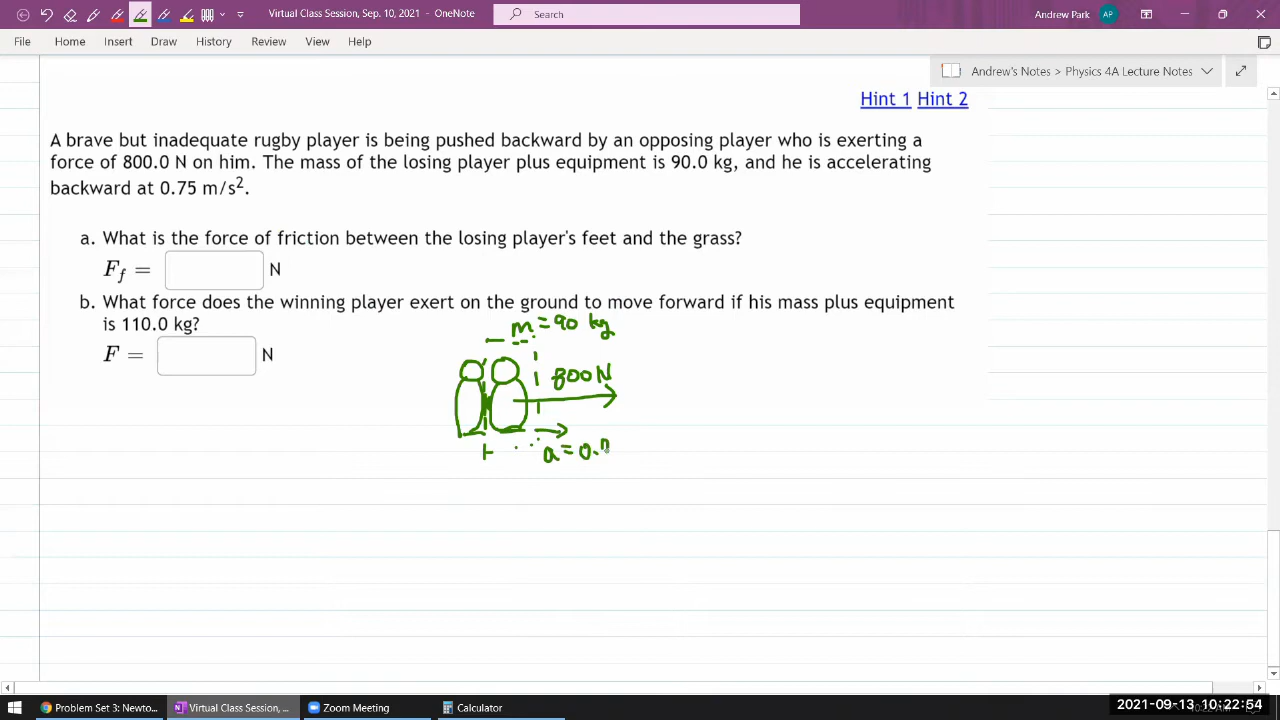 Virtual Class Session, Sep. 10, 2021 - OneNote
Search
Andrew Park
AP
File Home Insert Draw History Review View Help
Andrew's Notes > Physics 4A Lecture Notes
Hint 1 Hint 2
A brave but inadequate rugby player is being pushed backward by an opposing player who is exerting a
force of 800.0 N on him. The mass of the losing player plus equipment is 90.0 kg, and he is accelerating
backward at 0.75 m/s².
a. What is the force of friction between the losing player's feet and the grass?
F_f = N
b. What force does the winning player exert on the ground to move forward if his mass plus equipment
is 110.0 kg?
m = 90 kg
F = N
800N
a = 0.
Problem Set 3: Newto...
Virtual Class Session,...
Zoom Meeting
Calculator
2021-09-13 10:22:54